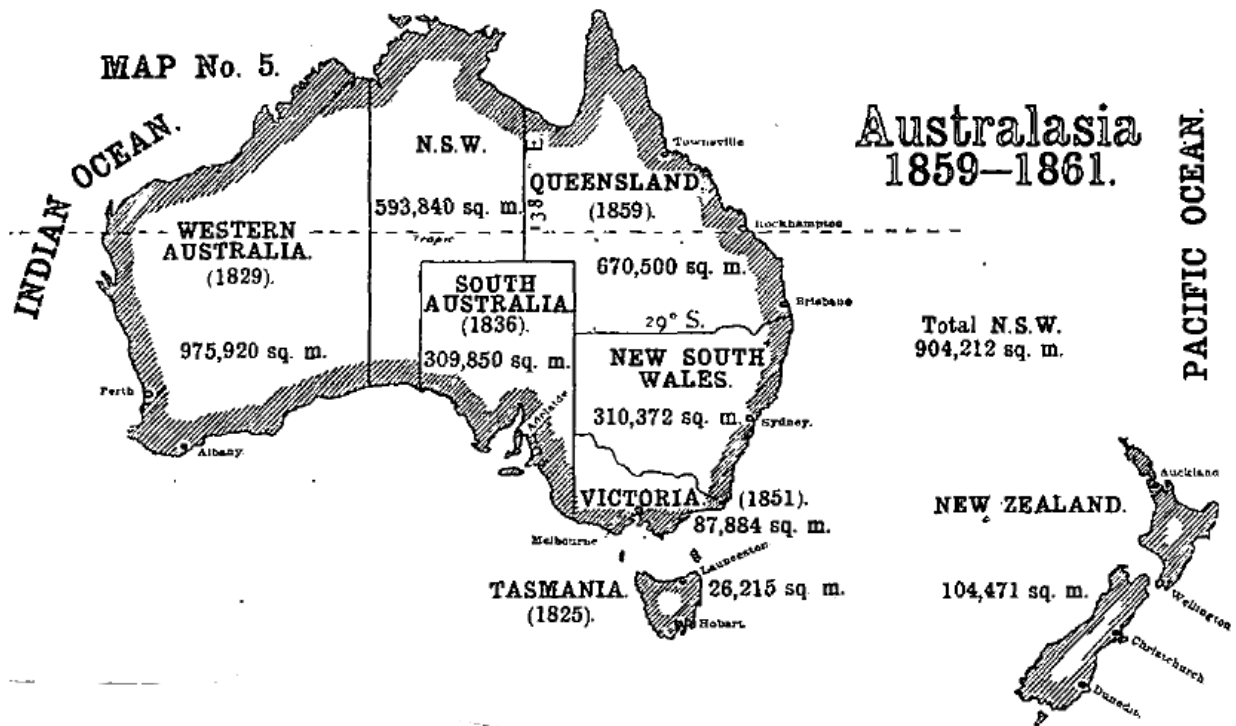 MAP No. 5.
Australasia
1859—1861.
INDIAN OCEAN.
PACIFIC OCEAN.
N.S.W.
593,840 sq. m.
Townsville
QUEENSLAND.
(1859).
138°
E
Rockhampton
Tropic
WESTERN
AUSTRALIA.
(1829).
975,920 sq. m.
670,500 sq. m.
SOUTH
AUSTRALIA.
(1836).
309,850 sq. m.
Brisbane
29° S.
Total N.S.W.
904,212 sq. m.
NEW SOUTH
WALES.
310,372 sq. m.
Sydney.
Perth
Albany.
Adelaide
VICTORIA.
(1851).
87,884 sq. m.
Melbourne
Launceston
TASMANIA.
(1825).
26,215 sq. m.
Hobart.
NEW ZEALAND.
104,471 sq. m.
Auckland
Wellington
Christchurch
Dunedin.